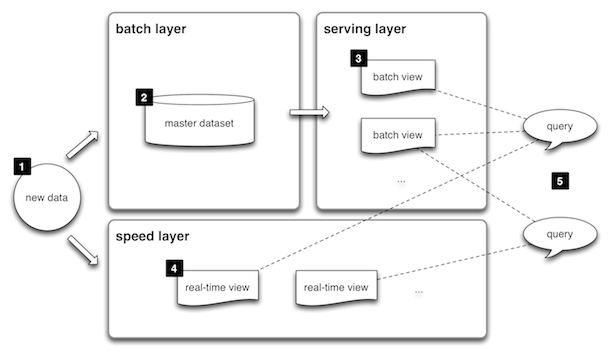 batch layer
serving layer
3
batch view
2
master dataset
query
batch view
1
5
...
new data
speed layer
query
4
real-time view
real-time view
...